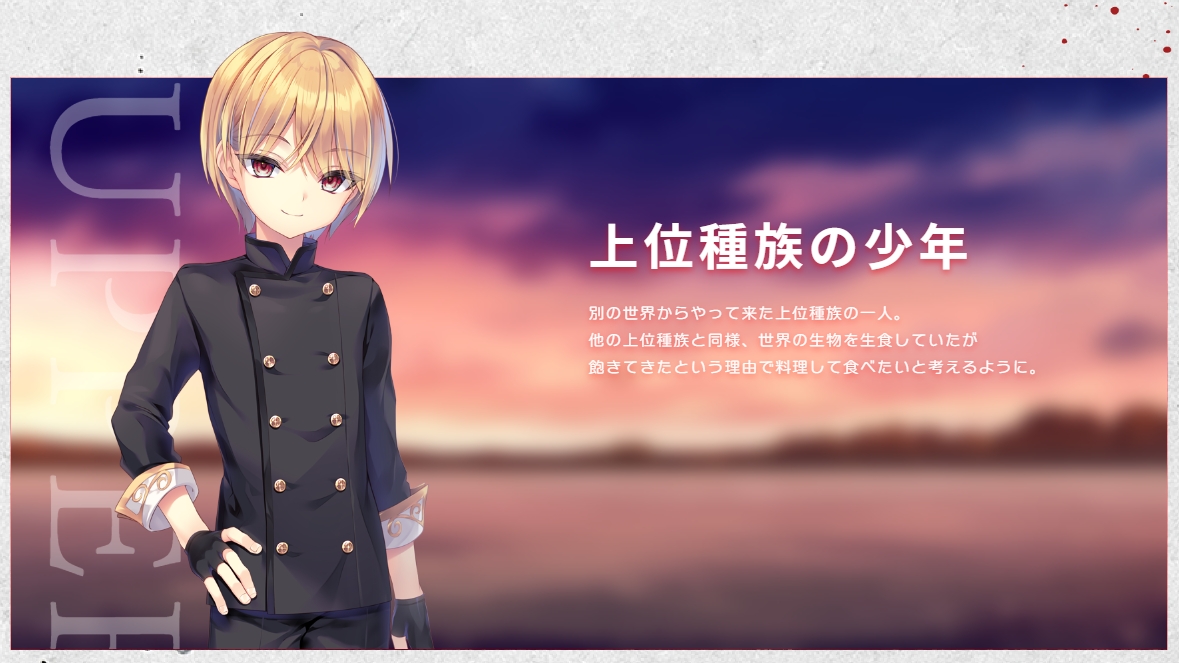 UPPER
上位種族の少年
別の世界からやって来た上位種族の一人。
他の上位種族と同様、世界の生物を生食していたが
飽きてきたという理由で料理して食べたいと考えるように。